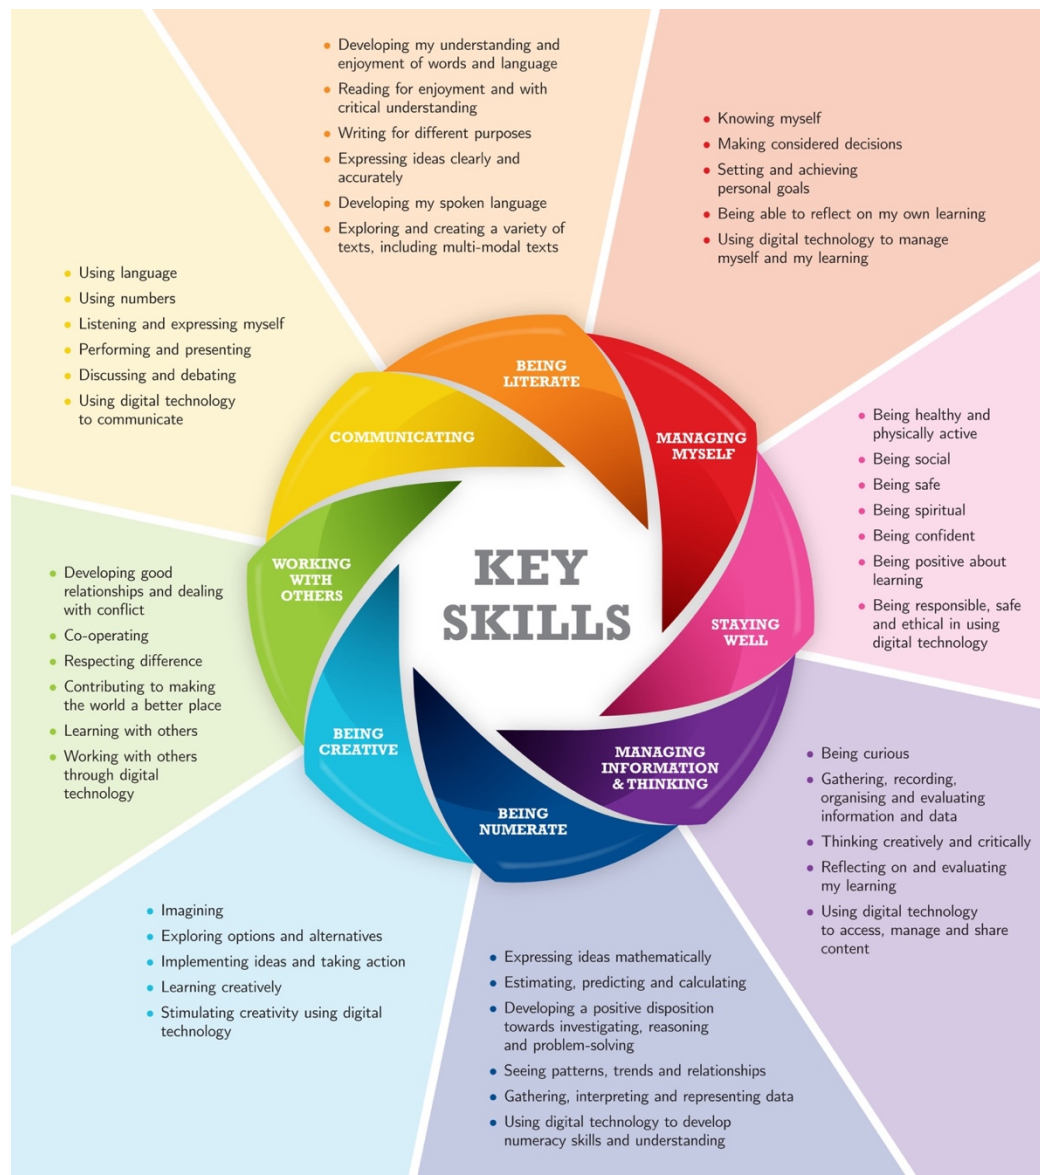 KEY
SKILLS
BEING
LITERATE
• Developing my understanding and
enjoyment of words and language
• Reading for enjoyment and with
critical understanding
• Writing for different purposes
• Expressing ideas clearly and
accurately
• Developing my spoken language
• Exploring and creating a variety of
texts, including multi-modal texts
MANAGING
MYSELF
• Knowing myself
• Making considered decisions
• Setting and achieving
personal goals
• Being able to reflect on my own learning
• Using digital technology to manage
myself and my learning
STAYING
WELL
• Being healthy and
physically active
• Being social
• Being safe
• Being spiritual
• Being confident
• Being positive about
learning
• Being responsible, safe
and ethical in using
digital technology
MANAGING
INFORMATION
& THINKING
• Being curious
• Gathering, recording,
organising and evaluating
information and data
• Thinking creatively and critically
• Reflecting on and evaluating
my learning
• Using digital technology
to access, manage and share
content
BEING
NUMERATE
• Expressing ideas mathematically
• Estimating, predicting and calculating
• Developing a positive disposition
towards investigating, reasoning
and problem-solving
• Seeing patterns, trends and relationships
• Gathering, interpreting and representing data
• Using digital technology to develop
numeracy skills and understanding
BEING
CREATIVE
• Imagining
• Exploring options and alternatives
• Implementing ideas and taking action
• Learning creatively
• Stimulating creativity using digital
technology
WORKING
WITH
OTHERS
• Developing good
relationships and dealing
with conflict
• Co-operating
• Respecting difference
• Contributing to making
the world a better place
• Learning with others
• Working with others
through digital
technology
COMMUNICATING
• Using language
• Using numbers
• Listening and expressing myself
• Performing and presenting
• Discussing and debating
• Using digital technology
to communicate